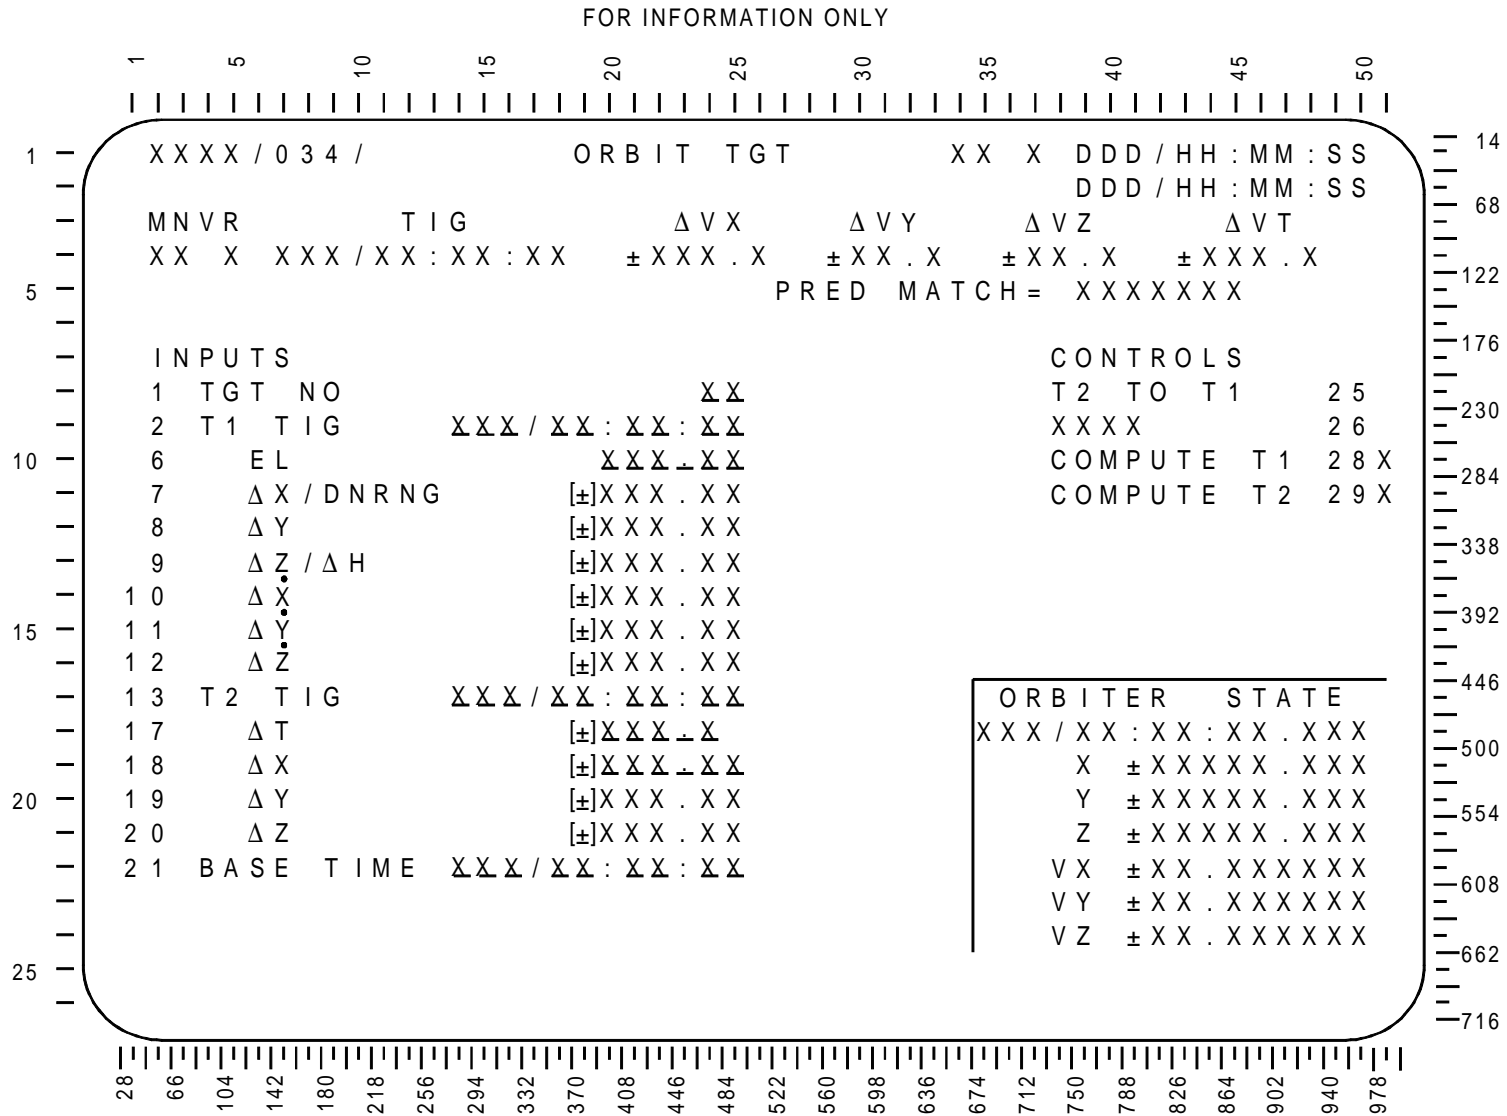 FOR INFORMATION ONLY
1 5 10 15 20 25 30 35 40 45 50
1 XXXX/034/ ORBIT TGT XX X DDD/HH:MM:SS 14
DDD/HH:MM:SS
MNVR TIG ΔVX ΔVY ΔVZ ΔVT 68
XX X XXX/XX:XX:XX ±XXX.X ±XX.X ±XX.X ±XXX.X
122
5 PRED MATCH= XXXXXXX
176
INPUTS CONTROLS
1 TGT NO XX T2 TO T1 25
230
2 T1 TIG XXX/XX:XX:XX XXXX 26
10 6 EL XXX.XX COMPUTE T1 28X
284
7 ΔX/DNRNG [±]XXX.XX COMPUTE T2 29X
8 ΔY [±]XXX.XX
338
9 ΔZ/ΔH [±]XXX.XX
10 ΔẊ [±]XXX.XX
392
15 11 ΔẎ [±]XXX.XX
12 ΔŻ [±]XXX.XX
446
13 T2 TIG XXX/XX:XX:XX ORBITER STATE
17 ΔT [±]XXX.X XXX/XX:XX:XX.XXX
500
18 ΔX [±]XXX.XX X ±XXXXX.XXX
20 19 ΔY [±]XXX.XX Y ±XXXXX.XXX
554
20 ΔZ [±]XXX.XX Z ±XXXXX.XXX
21 BASE TIME XXX/XX:XX:XX VX ±XX.XXXXXX
608
VY ±XX.XXXXXX
VZ ±XX.XXXXXX
662
25
716
28 66 104 142 180 218 256 294 332 370 408 446 484 522 560 598 636 674 712 750 788 826 864 902 940 978